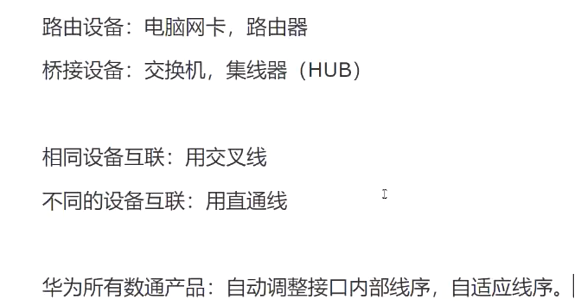 路由设备：电脑网卡，路由器
桥接设备：交换机，集线器（HUB）
相同设备互联：用交叉线
不同的设备互联：用直通线
华为所有数通产品：自动调整接口内部线序，自适应线序。